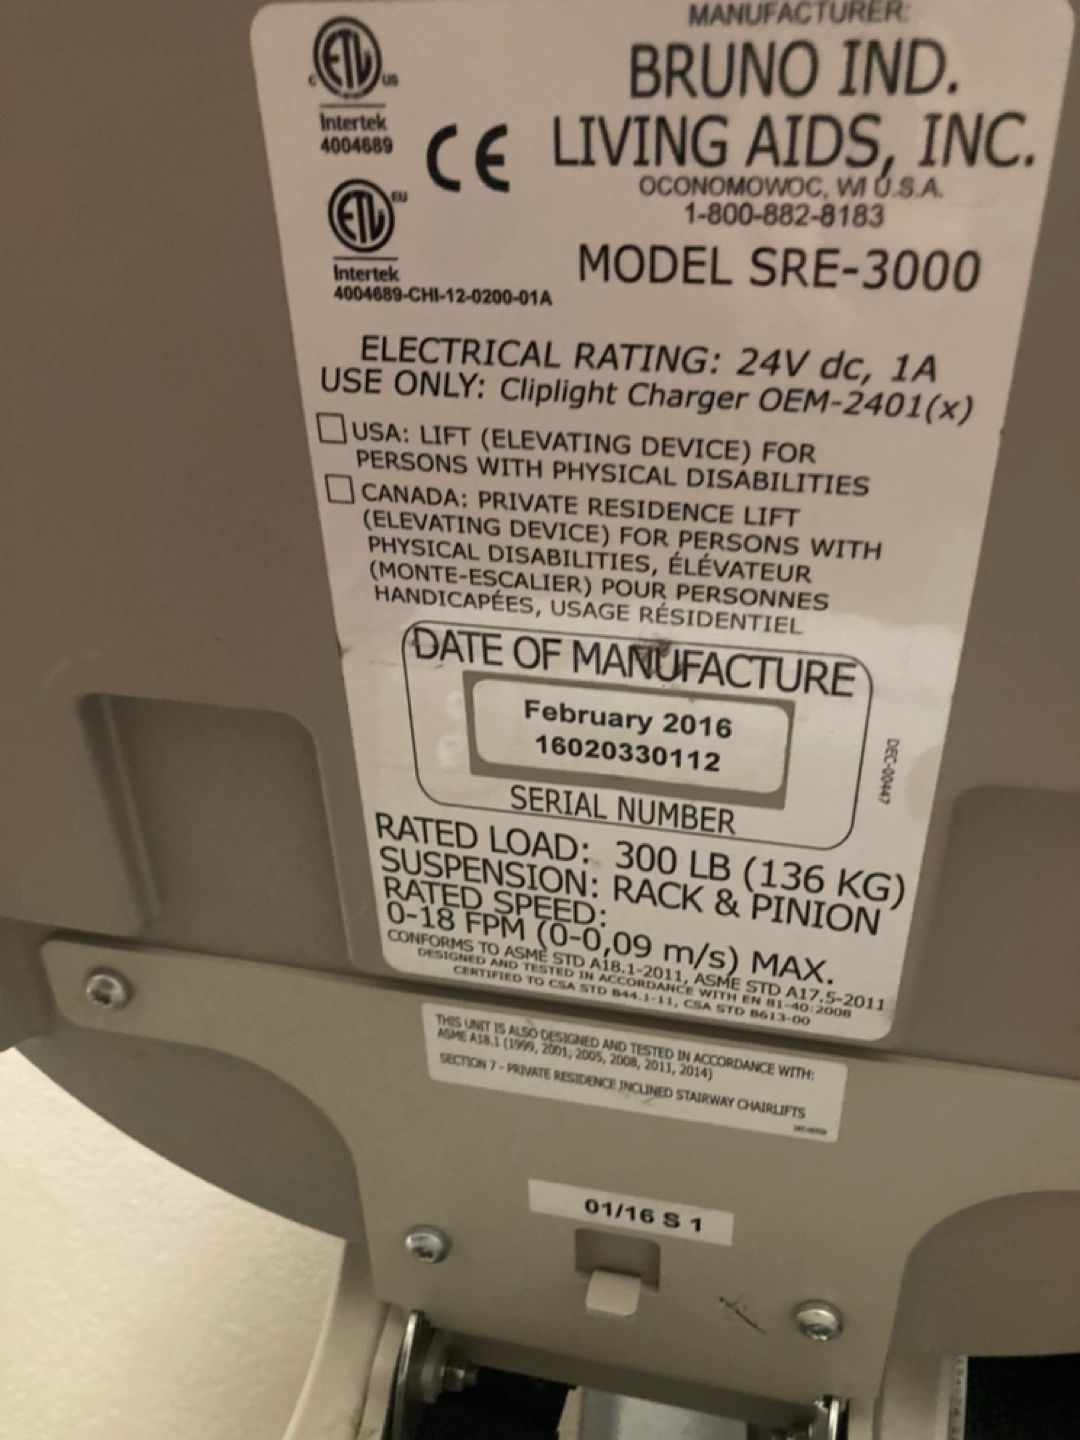 MANUFACTURER:
BRUNO IND.
LIVING AIDS, INC.
OCONOMOWOC, WI U.S.A.
1-800-882-8183
MODEL SRE-3000
C ETL US
Intertek
4004689
CE
ETL EU
Intertek
4004689-CHI-12-0200-01A
ELECTRICAL RATING: 24V dc, 1A
USE ONLY: Cliplight Charger OEM-2401(x)
USA: LIFT (ELEVATING DEVICE) FOR
PERSONS WITH PHYSICAL DISABILITIES
CANADA: PRIVATE RESIDENCE LIFT
(ELEVATING DEVICE) FOR PERSONS WITH
PHYSICAL DISABILITIES, ÉLÉVATEUR
(MONTE-ESCALIER) POUR PERSONNES
HANDICAPÉES, USAGE RÉSIDENTIEL
DATE OF MANUFACTURE
February 2016
16020330112
SERIAL NUMBER
DEC-00447
RATED LOAD: 300 LB (136 KG)
SUSPENSION: RACK & PINION
RATED SPEED:
0-18 FPM (0-0,09 m/s) MAX.
CONFORMS TO ASME STD A18.1-2011, ASME STD A17.5-2011
DESIGNED AND TESTED IN ACCORDANCE WITH EN 81-40:2008
CERTIFIED TO CSA STD B44.1-11, CSA STD B613-00
THIS UNIT IS ALSO DESIGNED AND TESTED IN ACCORDANCE WITH:
ASME A18.1 (1999, 2001, 2005, 2008, 2011, 2014)
SECTION 7 - PRIVATE RESIDENCE INCLINED STAIRWAY CHAIRLIFTS
01/16 S 1